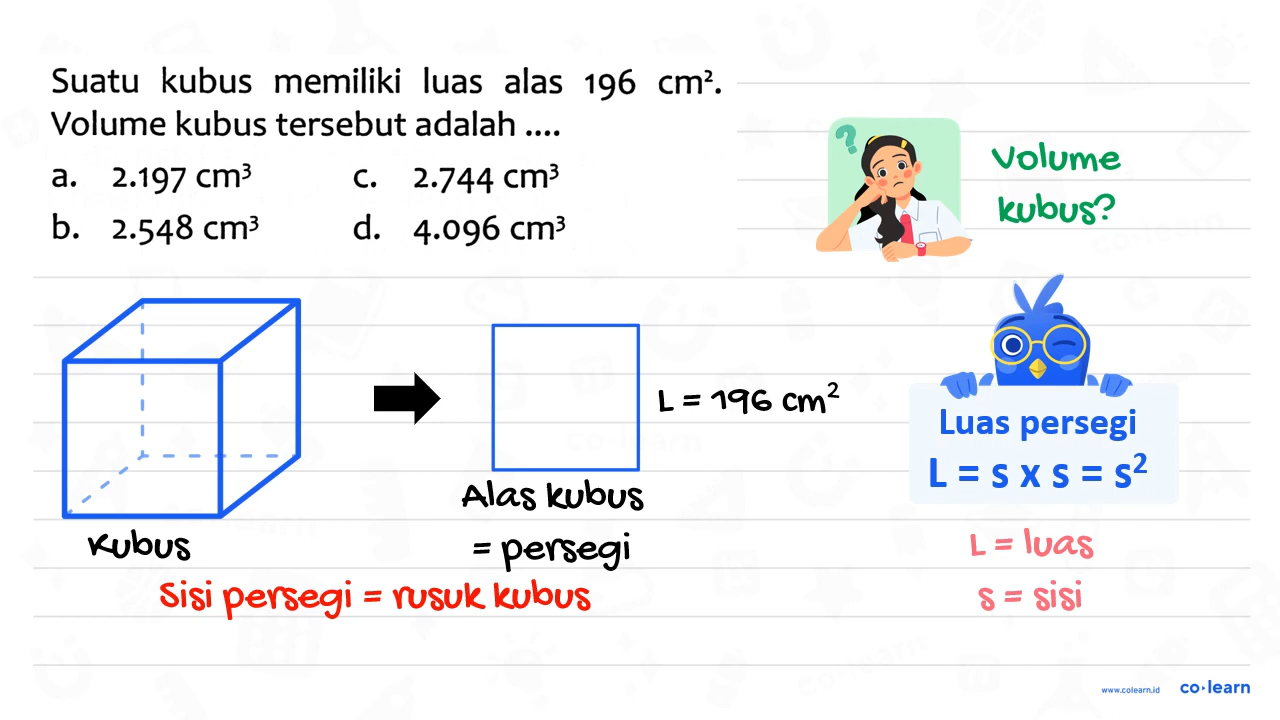 Suatu kubus memiliki luas alas 196 cm².
Volume kubus tersebut adalah ....
a. 2.197 cm³ c. 2.744 cm³
b. 2.548 cm³ d. 4.096 cm³
?
Volume
kubus?
L = 196 cm²
Alas kubus
= persegi
Kubus
Sisi persegi = rusuk kubus
Luas persegi
L = s x s = s²
L = luas
s = sisi
www.colearn.id co·learn